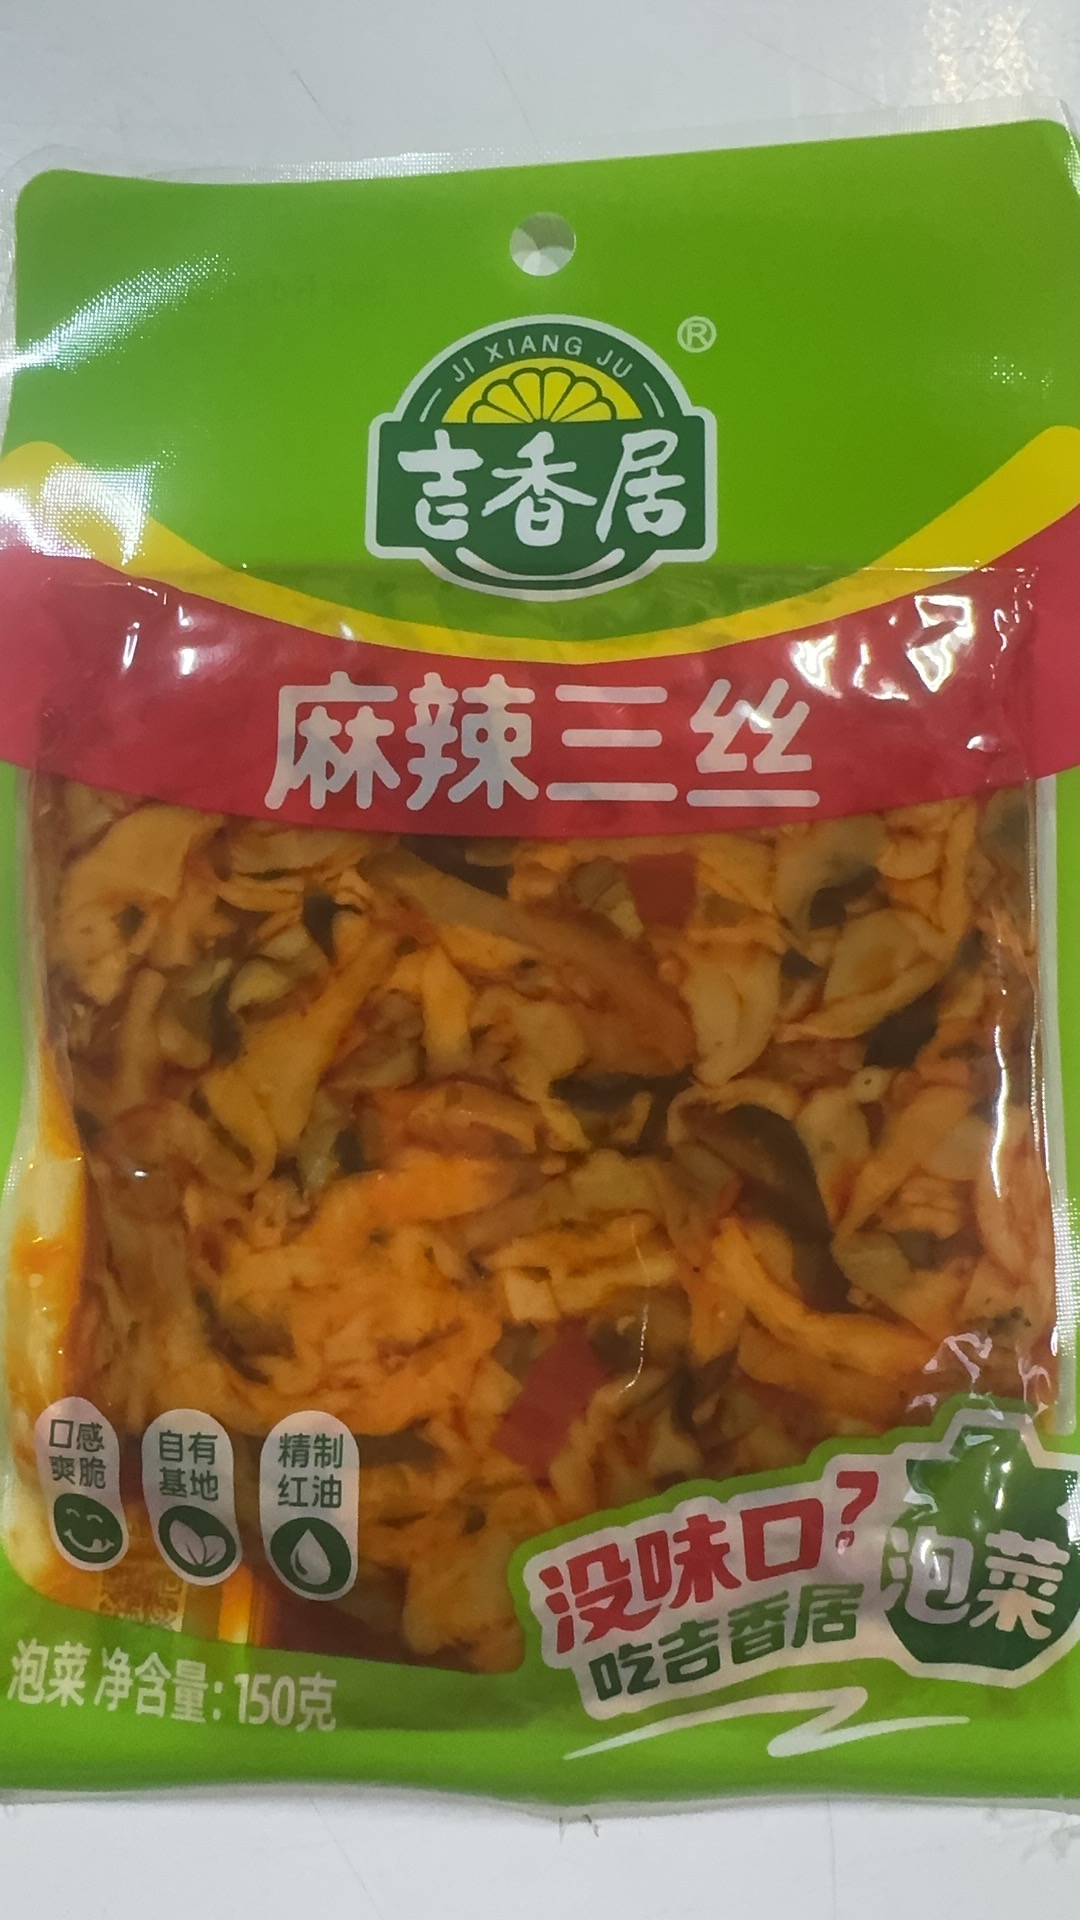 JI XIANG JU
®
吉香居
麻辣三丝
口感
爽脆
自有
基地
精制
红油
没味口?
吃吉香居
泡菜
泡菜 净含量: 150克